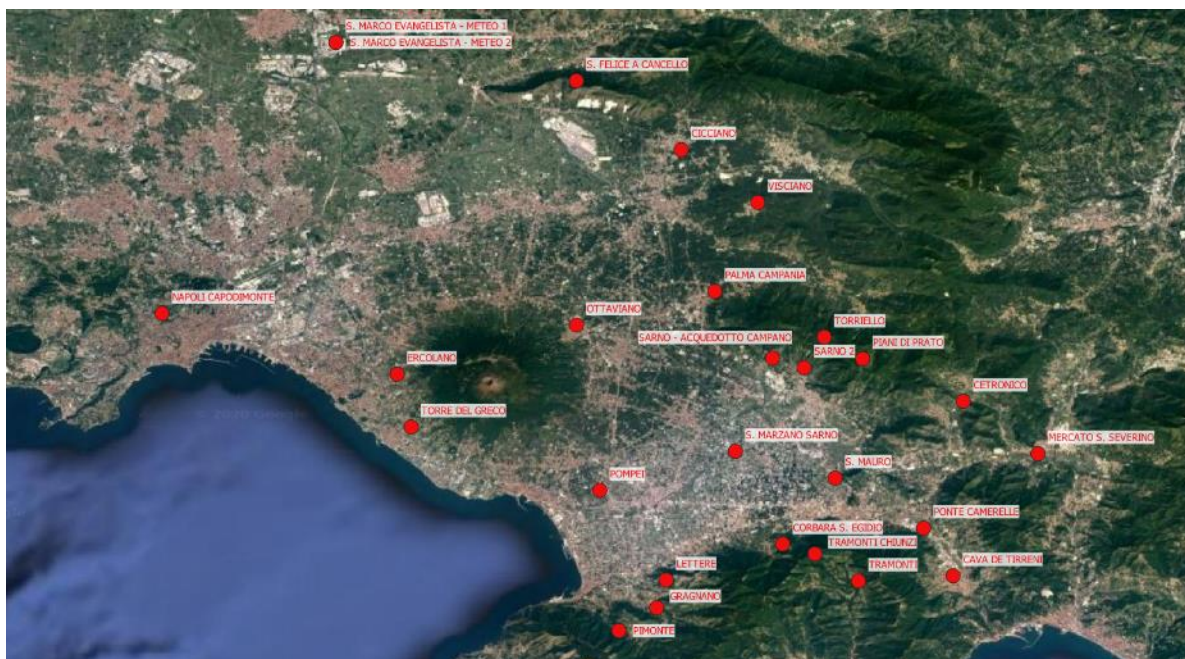 S. MARCO EVANGELISTA - METEO 1
S. MARCO EVANGELISTA - METEO 2
S. FELICE A CANCELLO
CICCIANO
VISCIANO
PALMA CAMPANIA
NAPOLI CAPODIMONTE
OTTAVIANO
TORRIELLO
SARNO - ACQUEDOTTO CAMPANO
PIANI DI PRATO
SARNO 2
ERCOLANO
CETRONICO
TORRE DEL GRECO
S. MARZANO SARNO
MERCATO S. SEVERINO
S. MAURO
POMPEI
PONTE CAMERELLE
CORBARA S. EGIDIO
TRAMONTI CHIUNZI
CAVA DE TIRRENI
LETTERE
TRAMONTI
GRAGNANO
PIMONTE